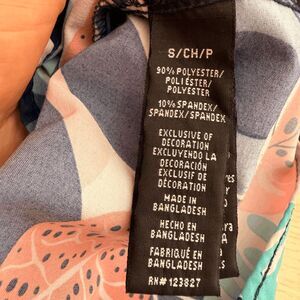 S/CH/P
90% POLYESTER/
POLIÉSTER/
POLYESTER
10% SPANDEX/
SPANDEX/SPANDEX
EXCLUSIVE OF
DECORATION
EXCLUYENDO LA
DECORACIÓN
EXCLUSIF DE
DÉCORATION
MADE IN
BANGLADESH
HECHO EN
BANGLADESH
FABRIQUÉ EN
BANGLADESH
RN# 123827